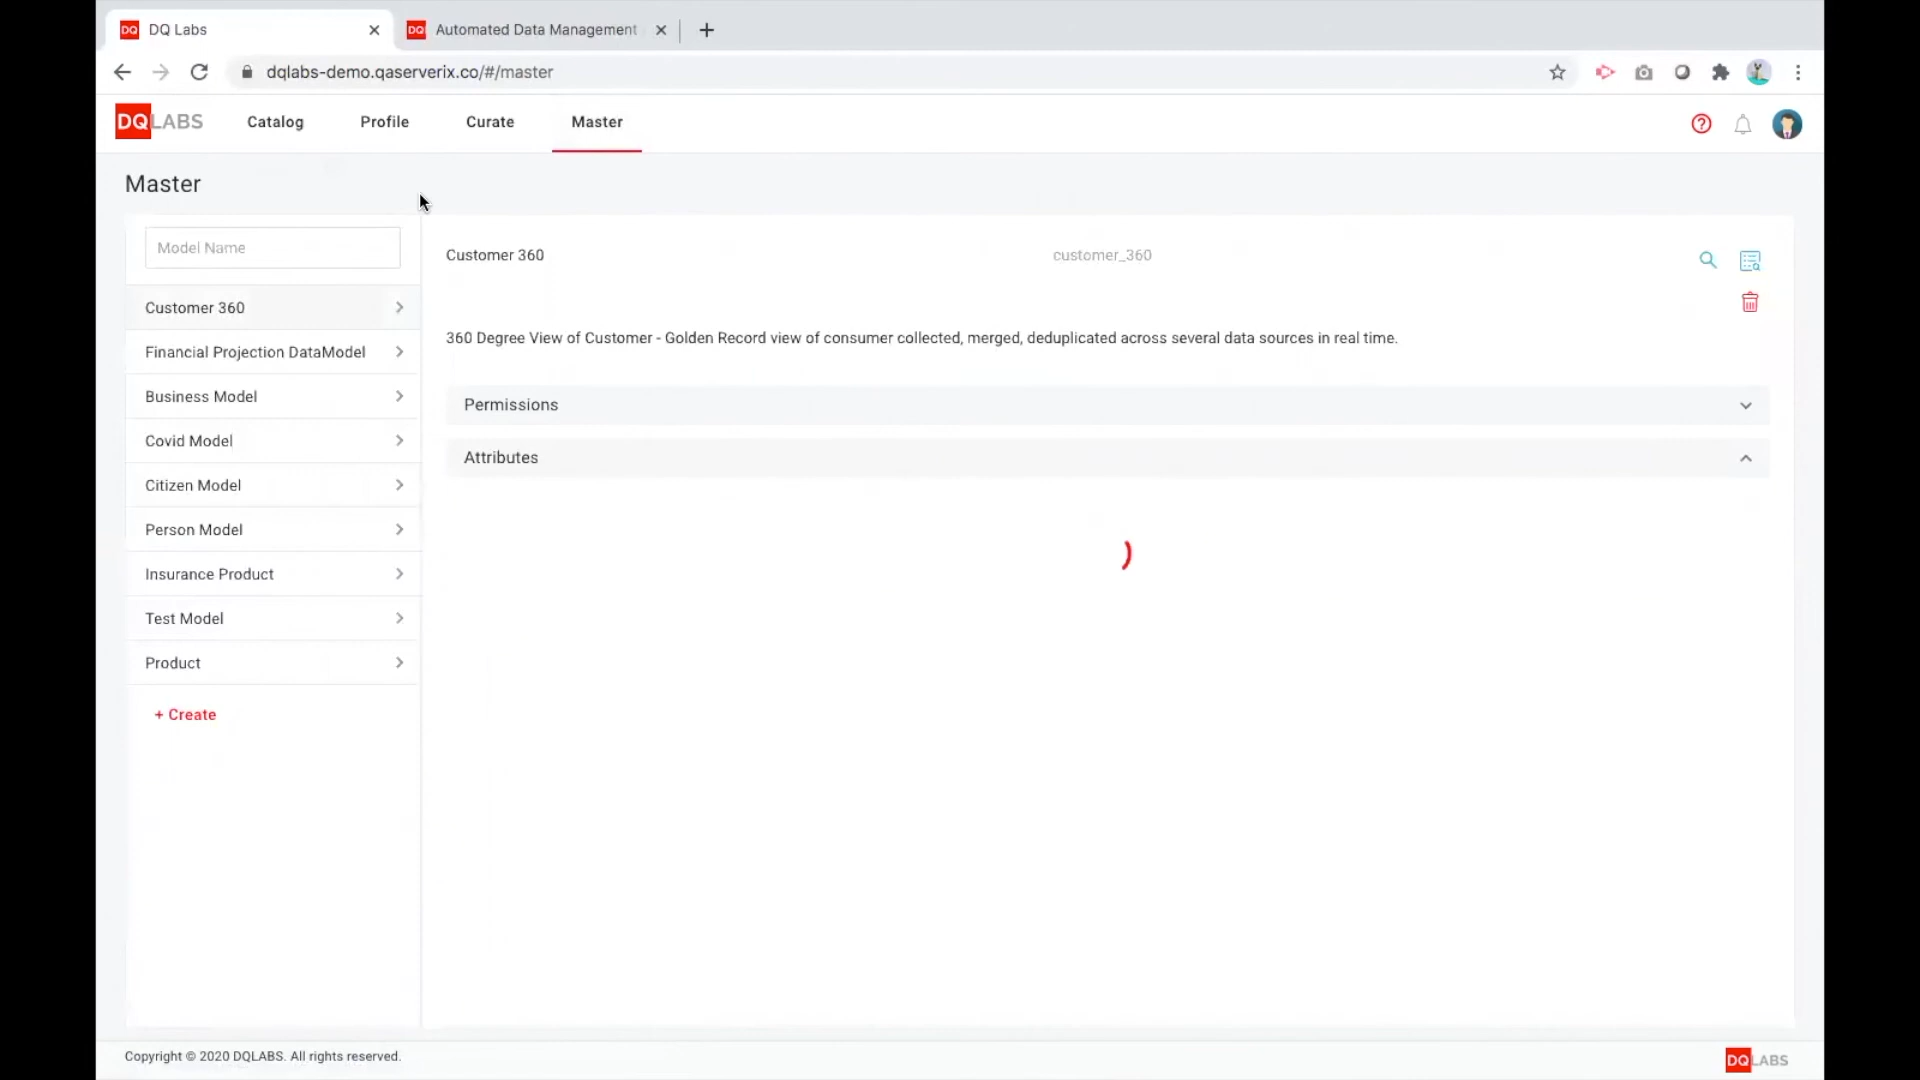 DQ DQ Labs
DQ Automated Data Management
dqlabs-demo.qaserverix.co/#/master
DQLABS
Catalog
Profile
Curate
Master
Master
Model Name
Customer 360
Financial Projection DataModel
Business Model
Covid Model
Citizen Model
Person Model
Insurance Product
Test Model
Product
+ Create
Customer 360
customer_360
360 Degree View of Customer - Golden Record view of consumer collected, merged, deduplicated across several data sources in real time.
Permissions
Attributes
Copyright © 2020 DQLABS. All rights reserved.
DQLABS